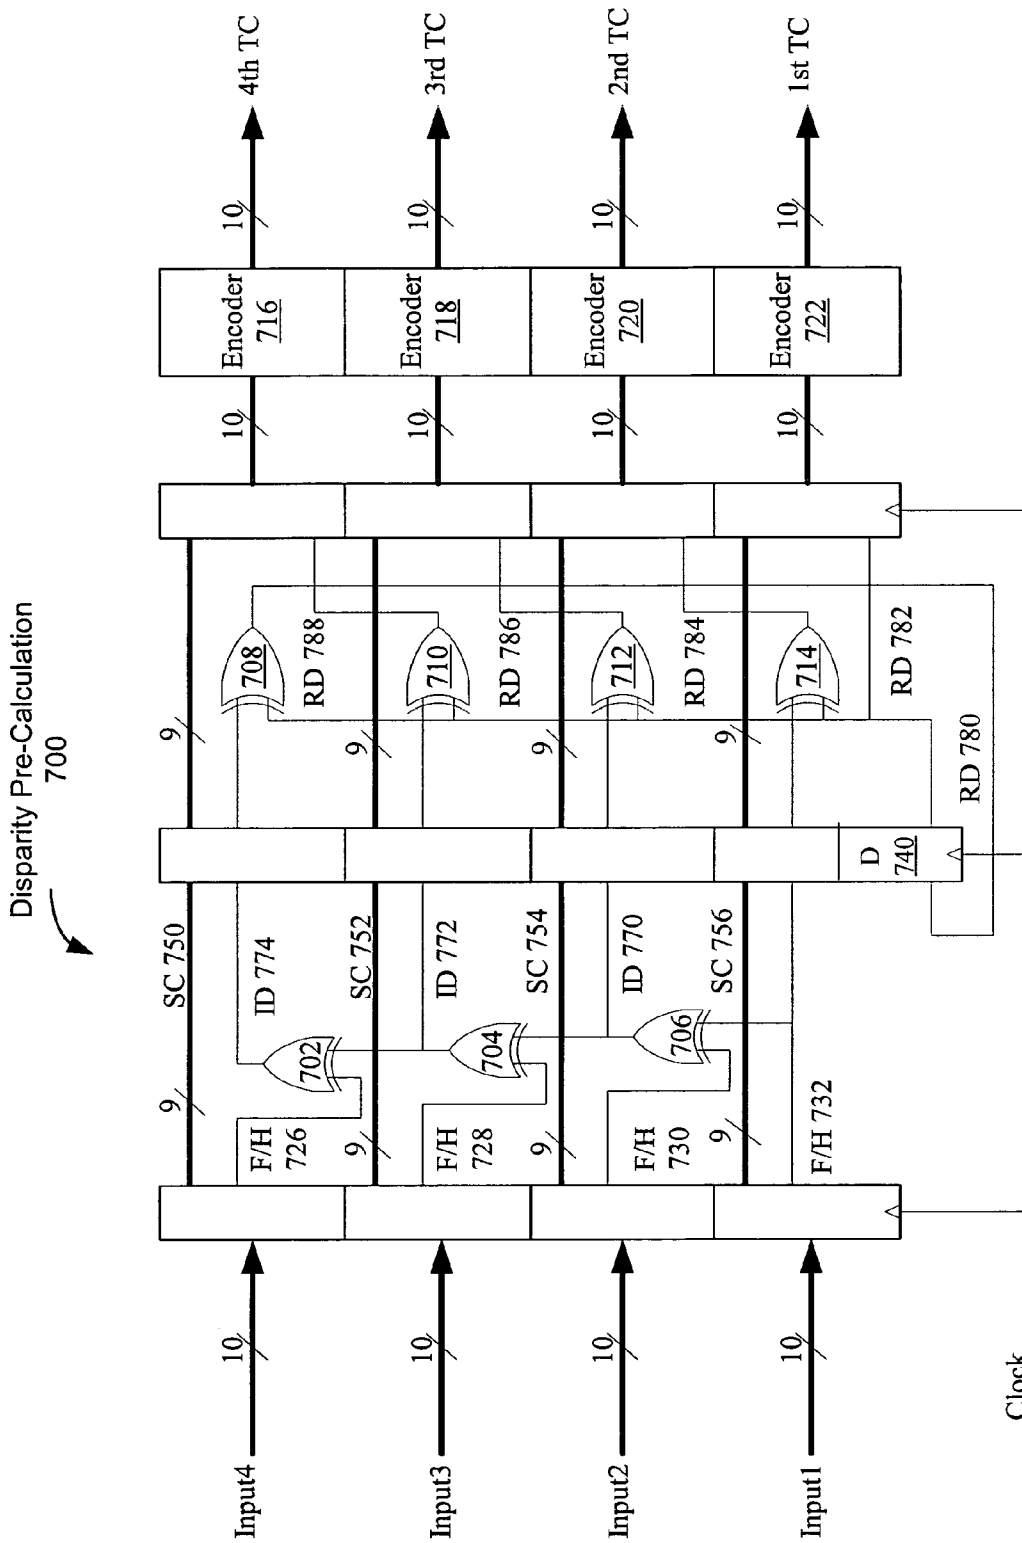 Disparity Pre-Calculation
700
4th TC
3rd TC
2nd TC
1st TC
10
10
10
10
Encoder
716
Encoder
718
Encoder
720
Encoder
722
10
10
10
10
708
RD 788
710
RD 786
712
RD 784
714
RD 782
9
9
9
9
RD 780
D
740
SC 750
ID 774
SC 752
ID 772
SC 754
ID 770
SC 756
702
704
706
9
F/H
726
9
F/H
728
9
F/H
730
9
F/H 732
10
10
10
10
Input4
Input3
Input2
Input1
Clock